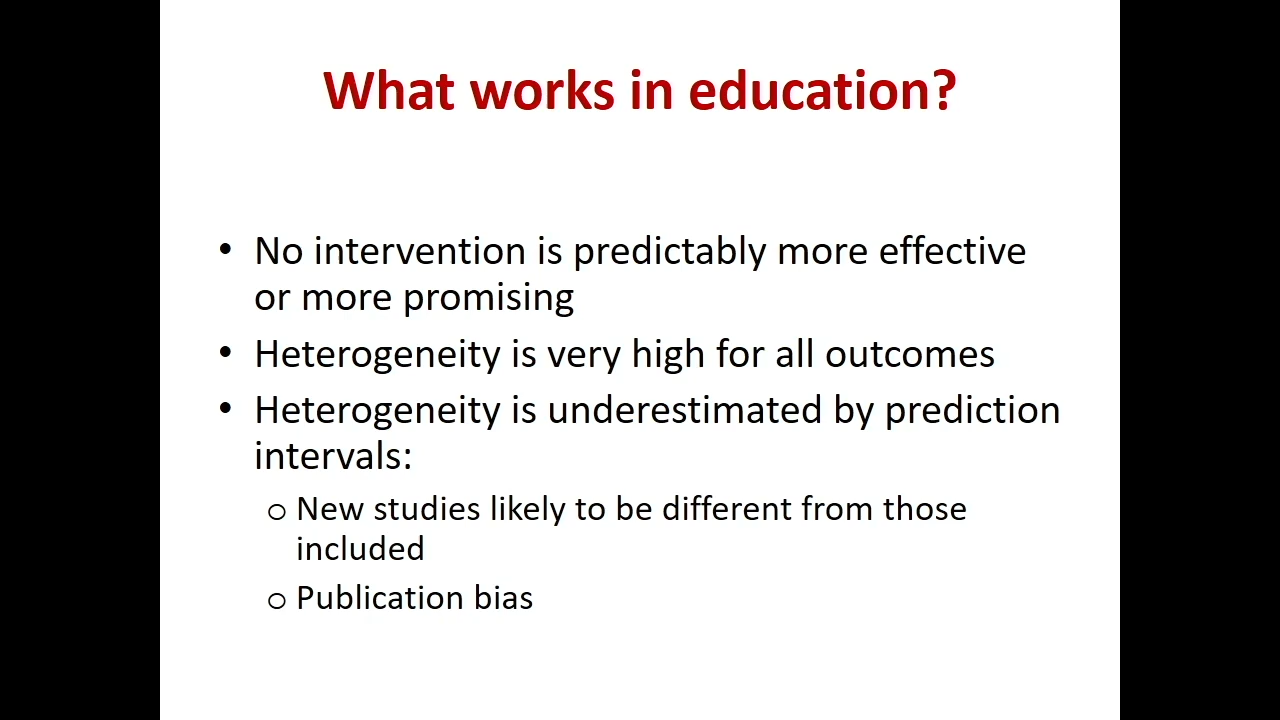 What works in education?
• No intervention is predictably more effective
or more promising
• Heterogeneity is very high for all outcomes
• Heterogeneity is underestimated by prediction
intervals:
o New studies likely to be different from those
included
o Publication bias